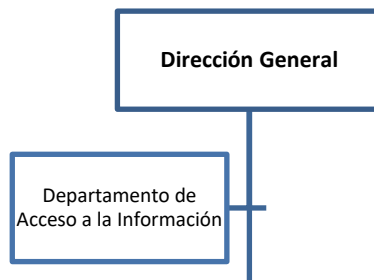 Dirección General
Departamento de
Acceso a la Información